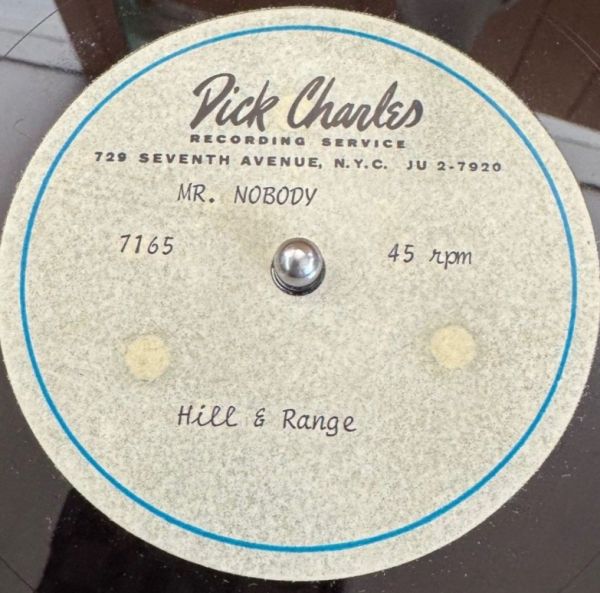 Dick Charles
RECORDING SERVICE
729 SEVENTH AVENUE, N.Y.C. JU 2-7920
MR. NOBODY
7165 45 rpm
Hill & Range